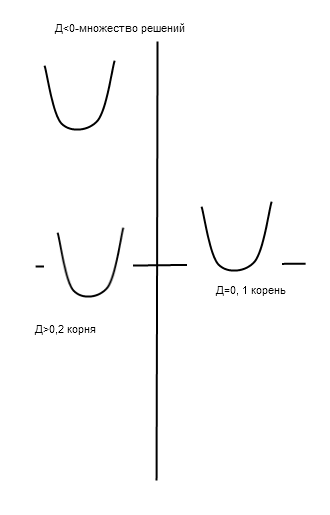 Д<0-множество решений
Д=0, 1 корень
Д>0,2 корня